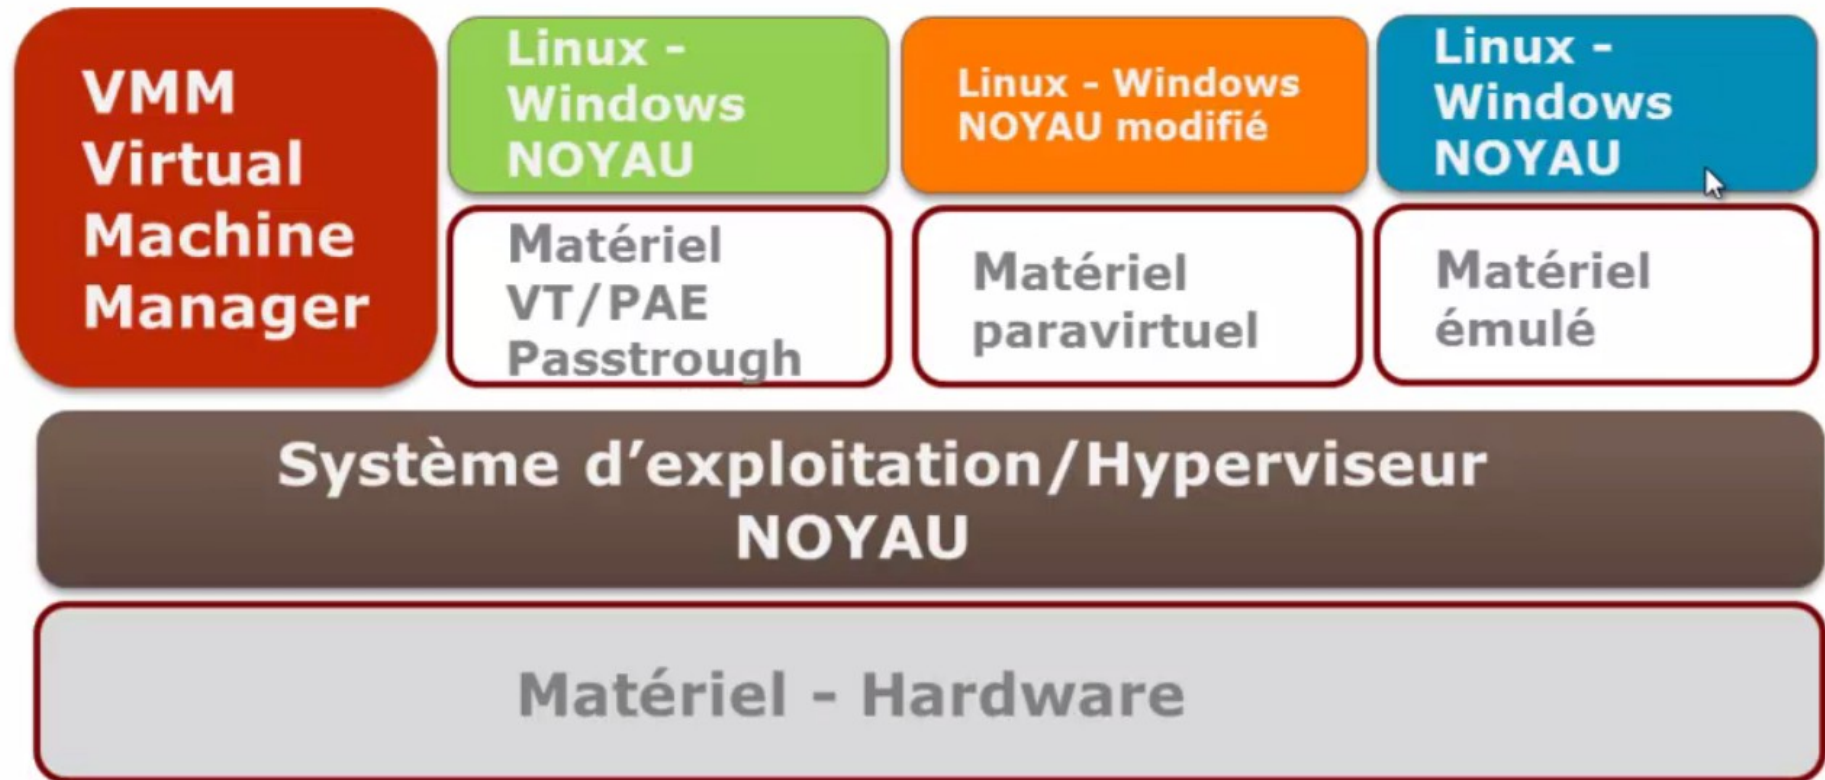 VMM
Virtual
Machine
Manager
Linux -
Windows
NOYAU
Linux - Windows
NOYAU modifié
Linux -
Windows
NOYAU
Matériel
VT/PAE
Passtrough
Matériel
paravirtuel
Matériel
émulé
Système d’exploitation/Hyperviseur
NOYAU
Matériel - Hardware